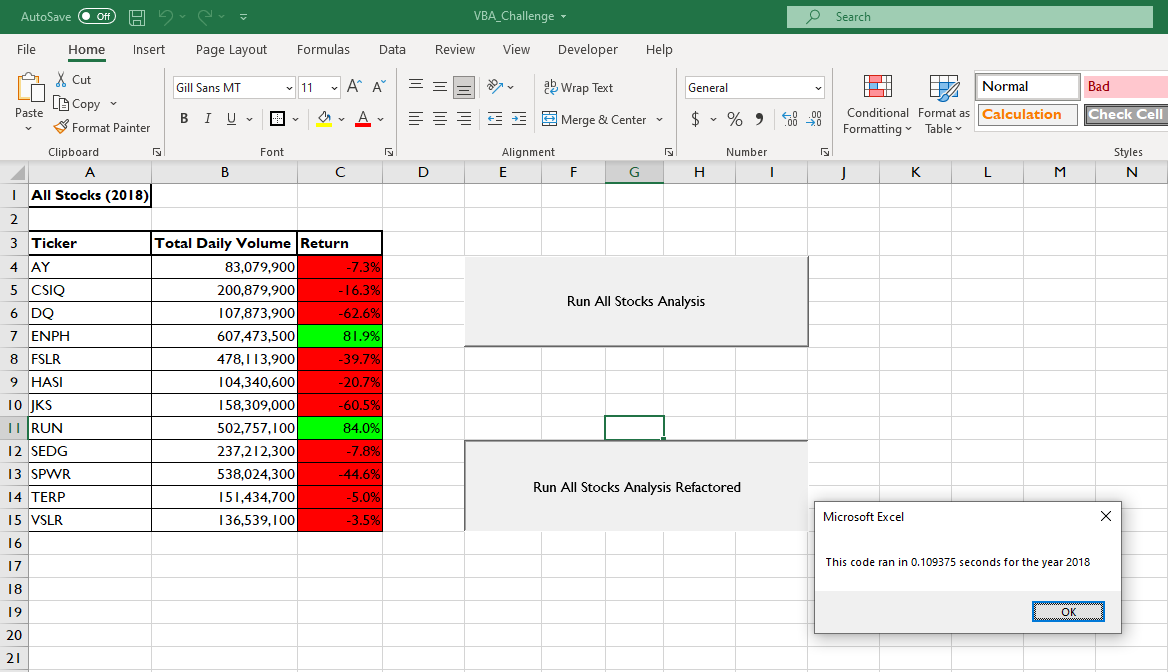 AutoSave Off VBA_Challenge Search
File Home Insert Page Layout Formulas Data Review View Developer Help
Paste Cut Copy Format Painter
Clipboard
Gill Sans MT 11
B I U A A A
Font
Wrap Text
Merge & Center
Alignment
General
$ % 9
Number
Conditional Formatting
Format as Table
Normal Bad
Calculation Check Cell
Styles
A B C D E F G H I J K L M N
1 All Stocks (2018)
2
3 Ticker Total Daily Volume Return
4 AY 83,079,900 -7.3%
5 CSIQ 200,879,900 -16.3%
6 DQ 107,873,900 -62.6%
7 ENPH 607,473,500 81.9%
8 FSLR 478,113,900 -39.7%
9 HASI 104,340,600 -20.7%
10 JKS 158,309,000 -60.5%
11 RUN 502,757,100 84.0%
12 SEDG 237,212,300 -7.8%
13 SPWR 538,024,300 -44.6%
14 TERP 151,434,700 -5.0%
15 VSLR 136,539,100 -3.5%
16
17
18
19
20
21
Run All Stocks Analysis
Run All Stocks Analysis Refactored
Microsoft Excel
This code ran in 0.109375 seconds for the year 2018
OK